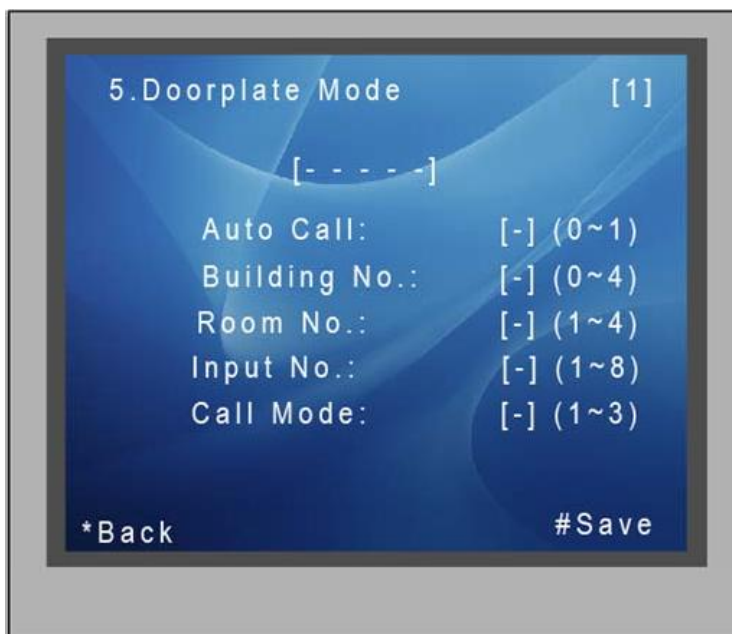 5.Doorplate Mode [1]
[- - - - -]
Auto Call: [-] (0~1)
Building No.: [-] (0~4)
Room No.: [-] (1~4)
Input No.: [-] (1~8)
Call Mode: [-] (1~3)
*Back #Save